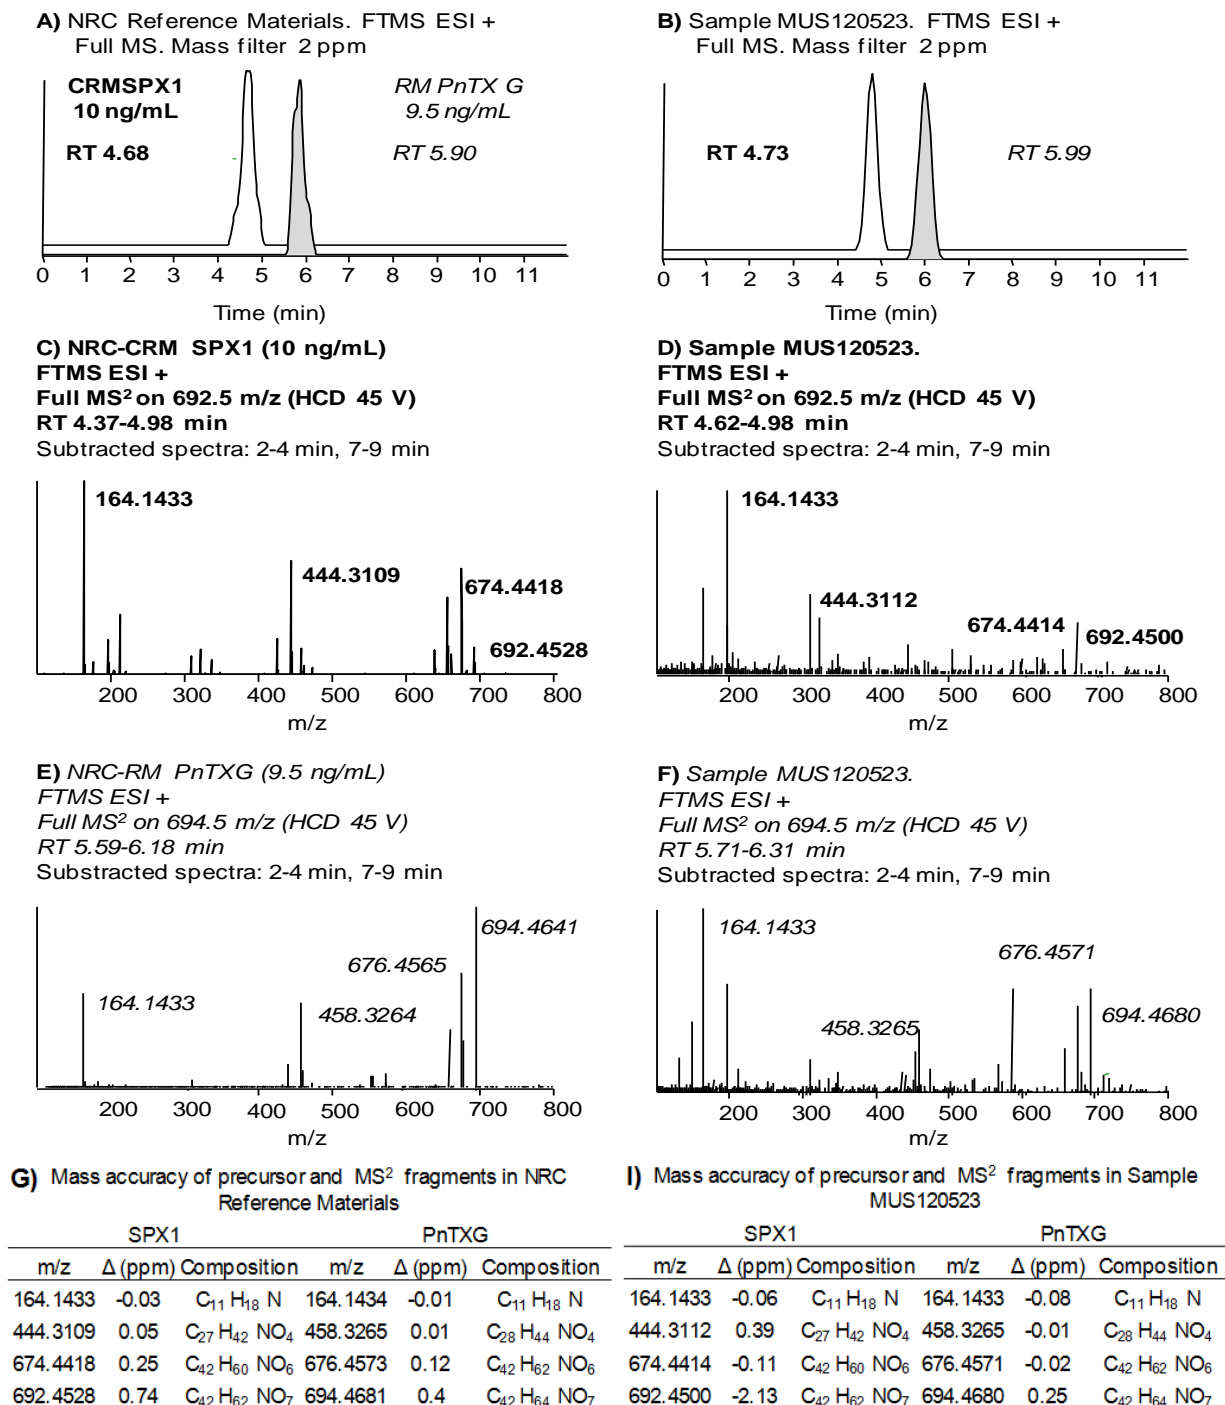 A) NRC Reference Materials. FTMS ESI +
Full MS. Mass filter 2 ppm
CRMSPX1
10 ng/mL
RM PnTX G
9.5 ng/mL
RT 4.68
RT 5.90
0 1 2 3 4 5 6 7 8 9 10 11
Time (min)
B) Sample MUS120523. FTMS ESI +
Full MS. Mass filter 2 ppm
RT 4.73
RT 5.99
0 1 2 3 4 5 6 7 8 9 10 11
Time (min)
C) NRC-CRM SPX1 (10 ng/mL)
FTMS ESI +
Full MS² on 692.5 m/z (HCD 45 V)
RT 4.37-4.98 min
Subtracted spectra: 2-4 min, 7-9 min
164.1433
444.3109
674.4418
692.4528
200 300 400 500 600 700 800
m/z
D) Sample MUS120523.
FTMS ESI +
Full MS² on 692.5 m/z (HCD 45 V)
RT 4.62-4.98 min
Subtracted spectra: 2-4 min, 7-9 min
164.1433
444.3112
674.4414
692.4500
200 300 400 500 600 700 800
m/z
E) NRC-RM PnTXG (9.5 ng/mL)
FTMS ESI +
Full MS² on 694.5 m/z (HCD 45 V)
RT 5.59-6.18 min
Substracted spectra: 2-4 min, 7-9 min
694.4641
676.4565
164.1433
458.3264
200 300 400 500 600 700 800
m/z
F) Sample MUS120523.
FTMS ESI +
Full MS² on 694.5 m/z (HCD 45 V)
RT 5.71-6.31 min
Subtracted spectra: 2-4 min, 7-9 min
164.1433
676.4571
458.3265
694.4680
200 300 400 500 600 700 800
m/z
G) Mass accuracy of precursor and MS² fragments in NRC
Reference Materials
SPX1 PnTXG
m/z Δ (ppm) Composition m/z Δ (ppm) Composition
164.1433 -0.03 C₁₁ H₁₈ N 164.1434 -0.01 C₁₁ H₁₈ N
444.3109 0.05 C₂₇ H₄₂ NO₄ 458.3265 0.01 C₂₈ H₄₄ NO₄
674.4418 0.25 C₄₂ H₆₀ NO₆ 676.4573 0.12 C₄₂ H₆₂ NO₆
692.4528 0.74 C₄₂ H₆₂ NO₇ 694.4681 0.4 C₄₂ H₆₄ NO₇
I) Mass accuracy of precursor and MS² fragments in Sample
MUS120523
SPX1 PnTXG
m/z Δ (ppm) Composition m/z Δ (ppm) Composition
164.1433 -0.06 C₁₁ H₁₈ N 164.1433 -0.08 C₁₁ H₁₈ N
444.3112 0.39 C₂₇ H₄₂ NO₄ 458.3265 -0.01 C₂₈ H₄₄ NO₄
674.4414 -0.11 C₄₂ H₆₀ NO₆ 676.4571 -0.02 C₄₂ H₆₂ NO₆
692.4500 -2.13 C₄₂ H₆₂ NO₇ 694.4680 0.25 C₄₂ H₆₄ NO₇